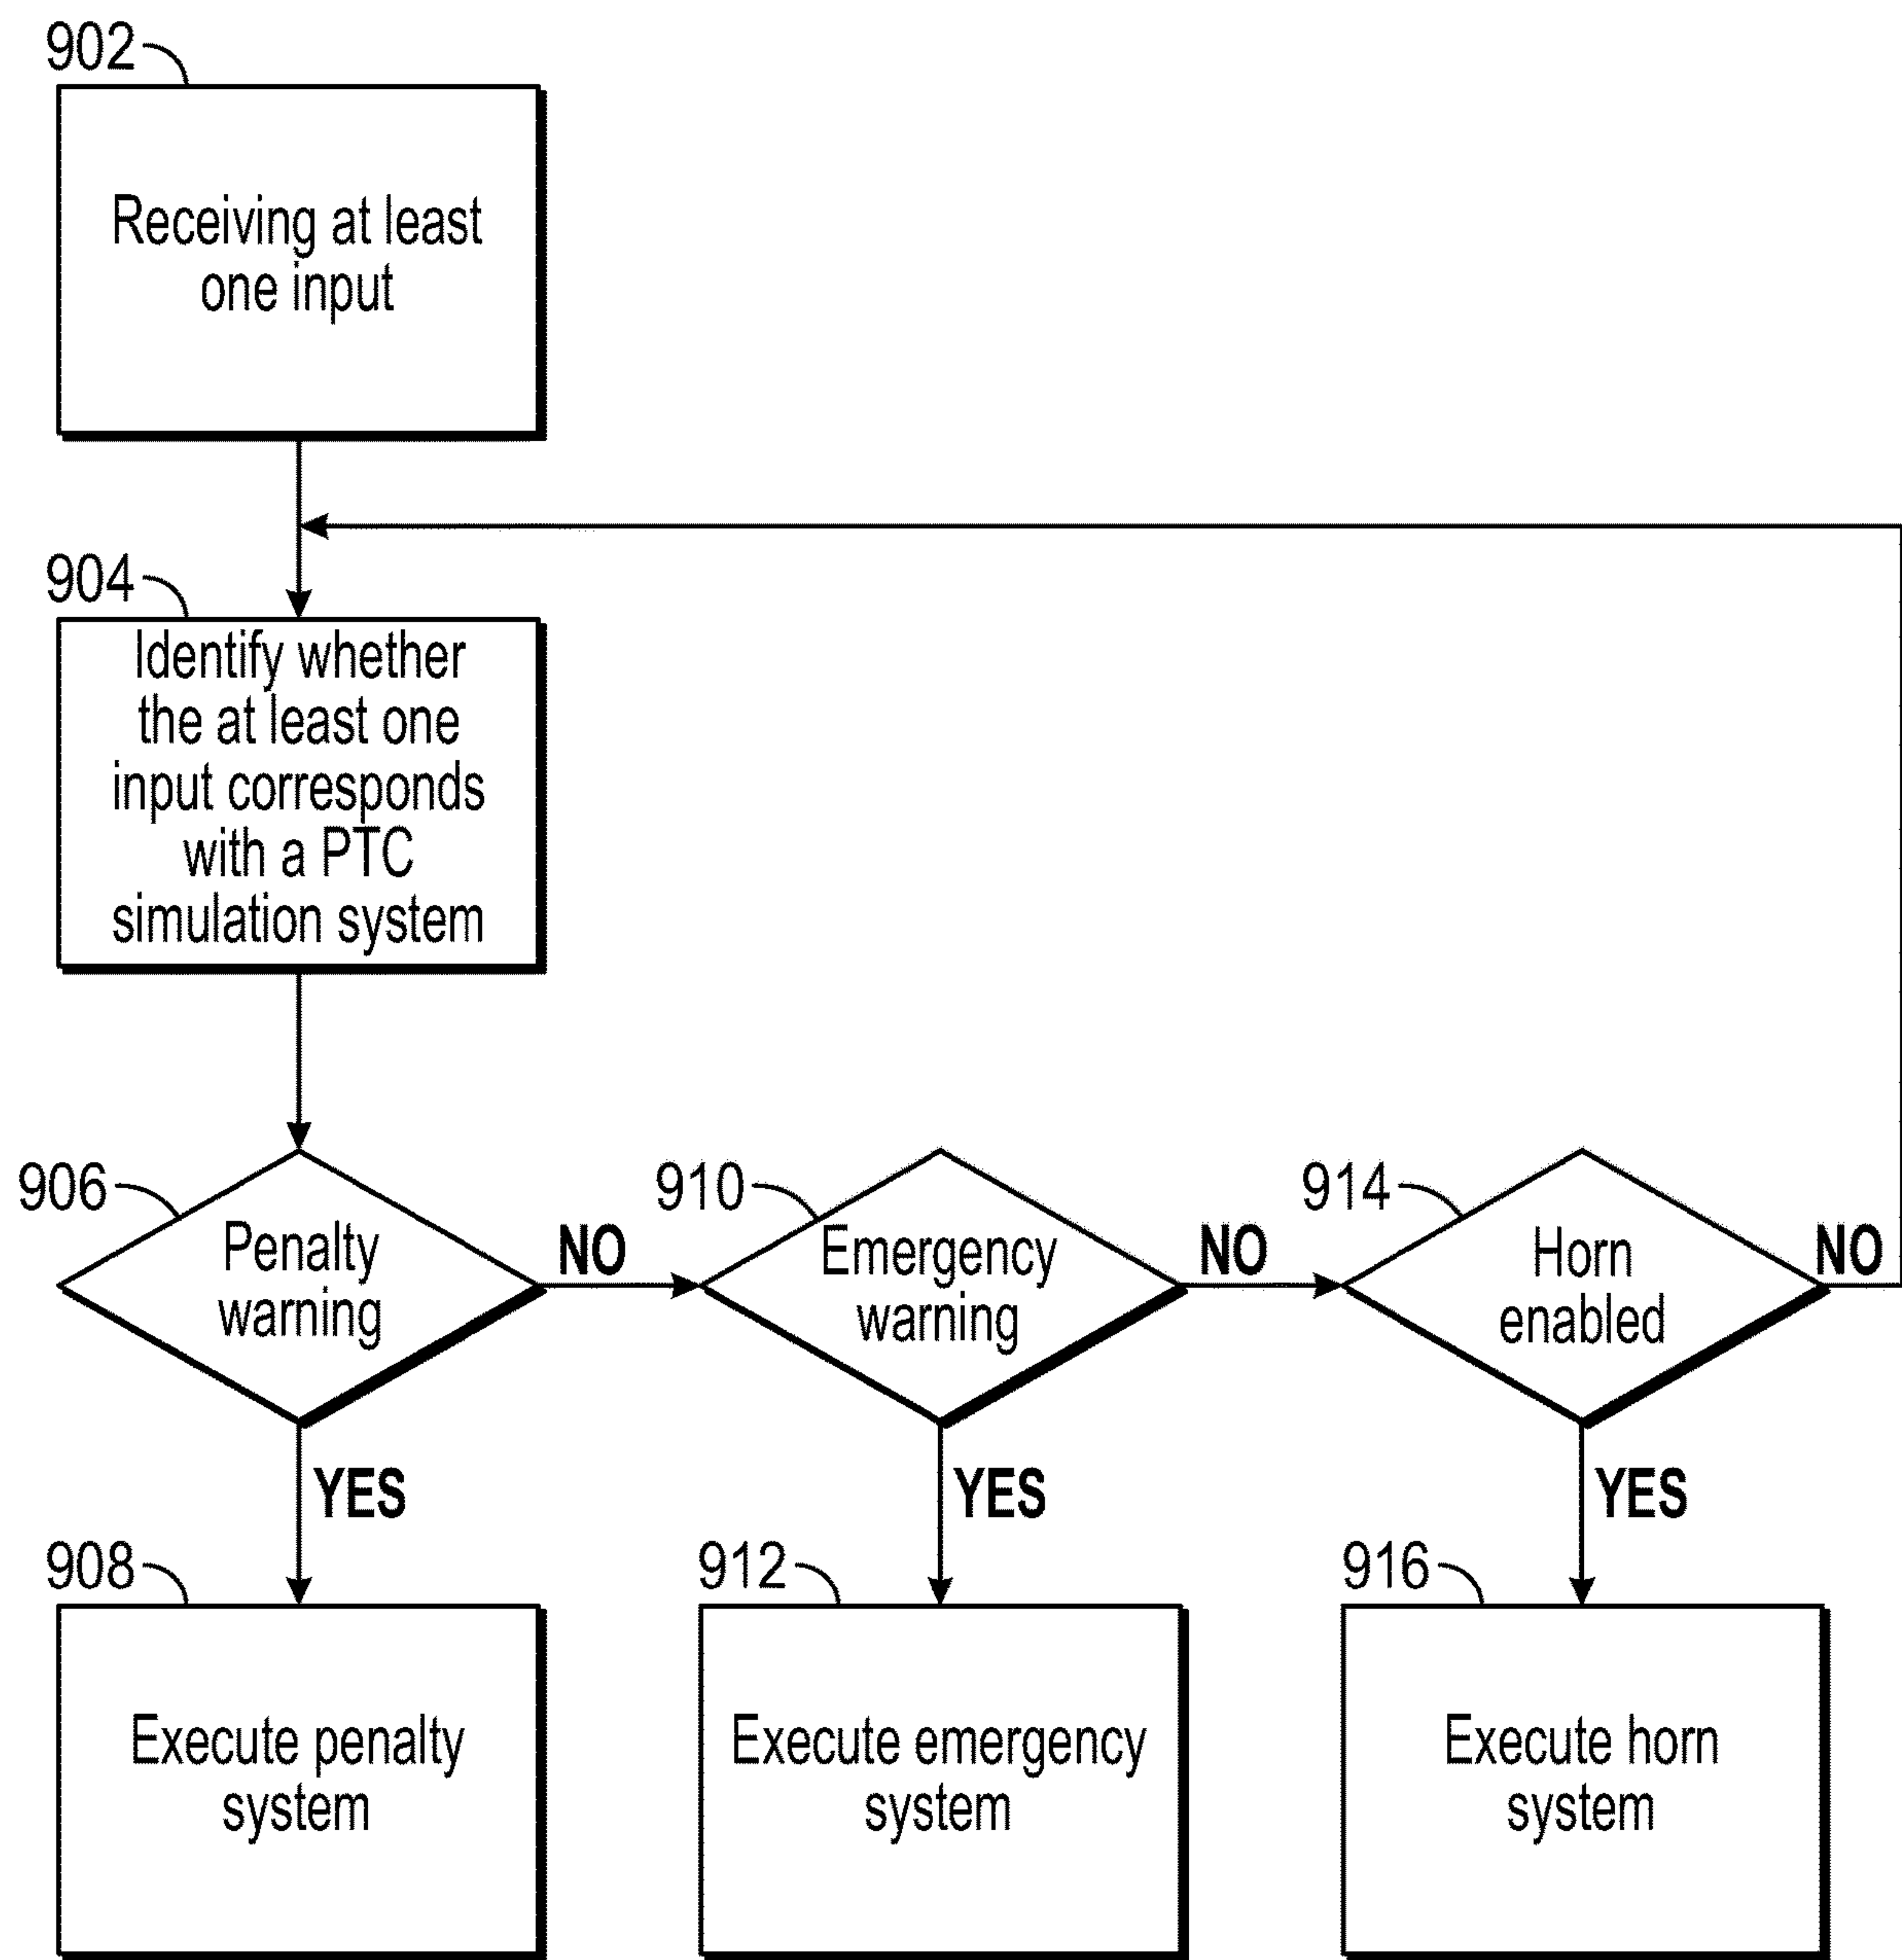 902
Receiving at least
one input
904
Identify whether
the at least one
input corresponds
with a PTC
simulation system
906
Penalty
warning
NO
910
Emergency
warning
NO
914
Horn
enabled
NO
YES
YES
YES
908
Execute penalty
system
912
Execute emergency
system
916
Execute horn
system